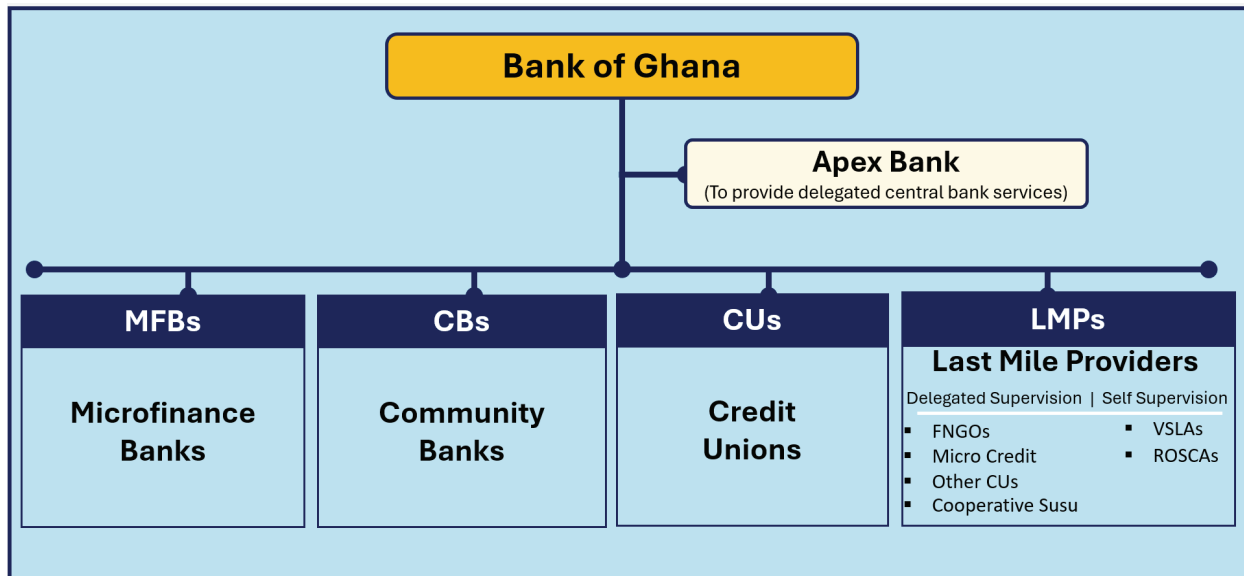 Bank of Ghana
Apex Bank
(To provide delegated central bank services)
MFBs
Microfinance
Banks
CBs
Community
Banks
CUs
Credit
Unions
LMPs
Last Mile Providers
Delegated Supervision | Self Supervision
▪ FNGOs
▪ Micro Credit
▪ Other CUs
▪ Cooperative Susu
▪ VSLAs
▪ ROSCAs